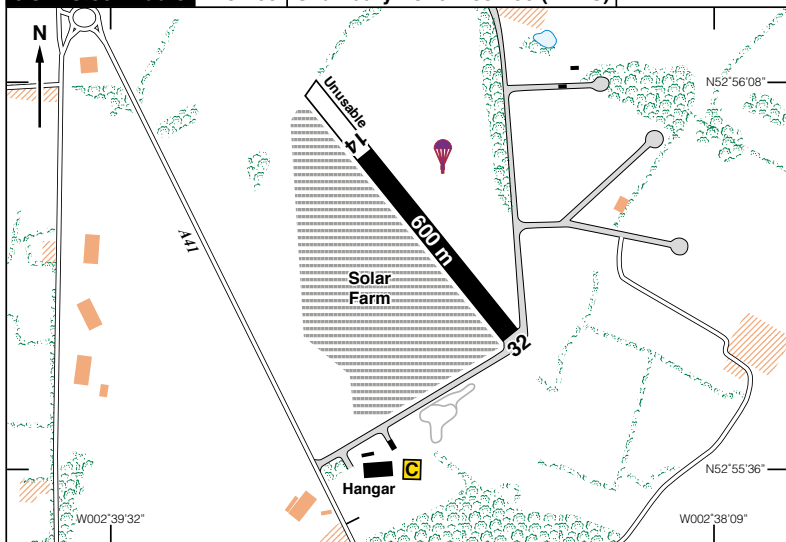 N
N52°56'08"
Unusable
14
A41
600 m
Solar
Farm
32
C
Hangar
N52°55'36"
W002°39'32"
W002°38'09"